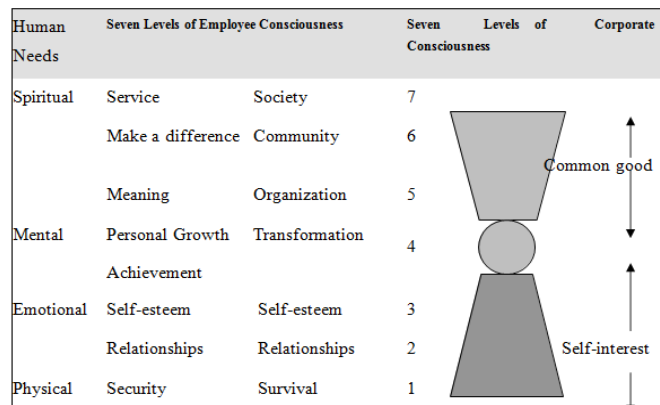 Human Needs Seven Levels of Employee Consciousness Seven Levels of Corporate Consciousness
Spiritual Service Society 7
Make a difference Community 6
Common good
Meaning Organization 5
Mental Personal Growth Transformation 4
Achievement
Emotional Self-esteem Self-esteem 3
Relationships Relationships 2 Self-interest
Physical Security Survival 1